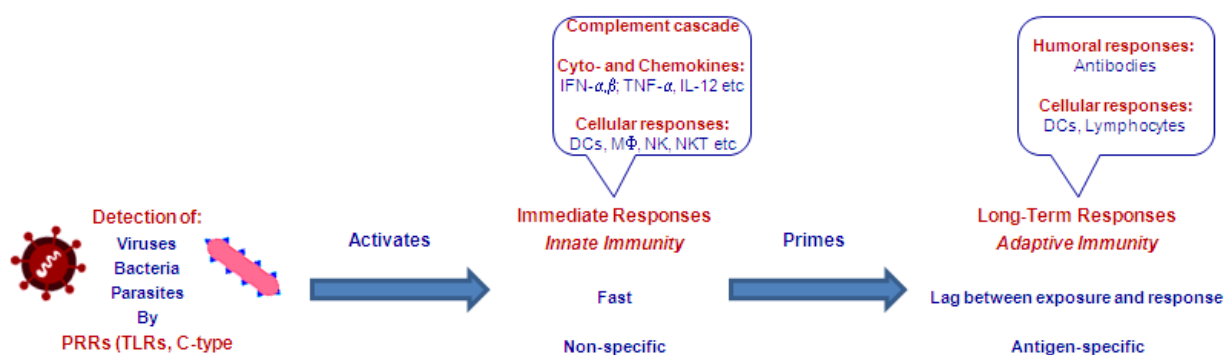 Complement cascade
Cyto- and Chemokines:
IFN-α,β; TNF-α, IL-12 etc
Cellular responses:
DCs, MΦ, NK, NKT etc
Humoral responses:
Antibodies
Cellular responses:
DCs, Lymphocytes
Detection of:
Viruses
Bacteria
Parasites
By
PRRs (TLRs, C-type
Activates
Immediate Responses
Innate Immunity
Fast
Non-specific
Primes
Long-Term Responses
Adaptive Immunity
Lag between exposure and response
Antigen-specific